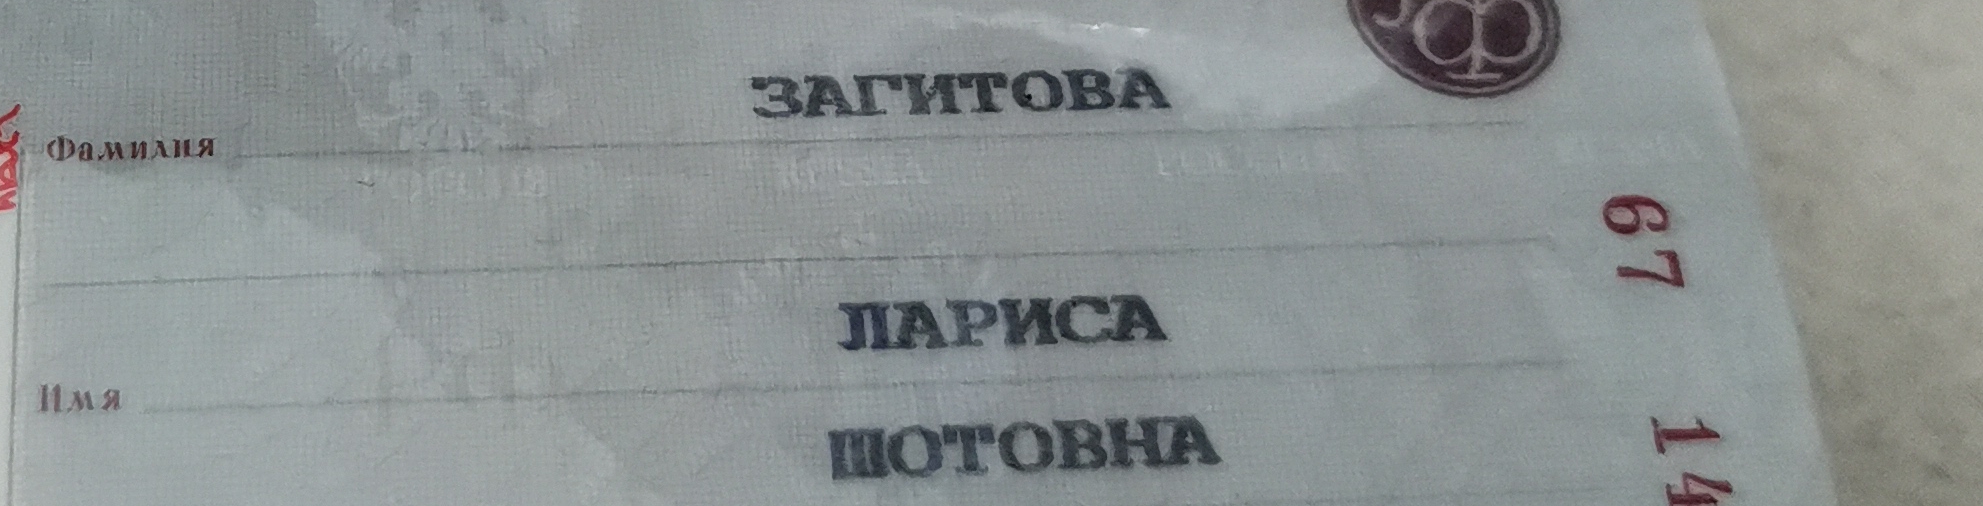 ЗАГИТОВА
Фамилия
ЛАРИСА
Имя
ШОТОВНА
67
14